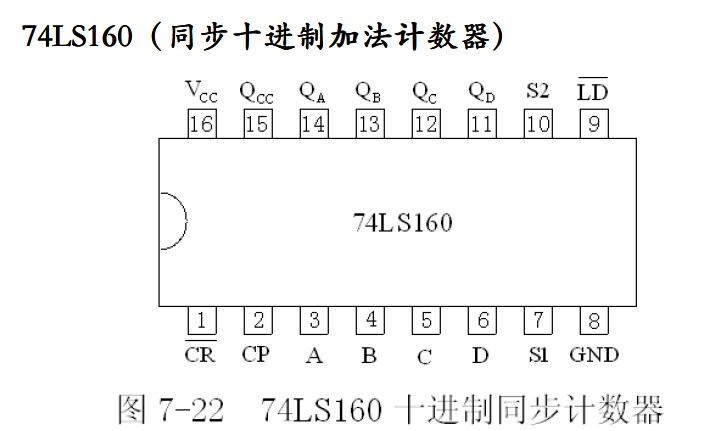 74LS160（同步十进制加法计数器）
VCC QCC QA QB QC QD S2 LD
16 15 14 13 12 11 10 9
74LS160
1 2 3 4 5 6 7 8
CR CP A B C D S1 GND
图 7-22 74LS160 十进制同步计数器